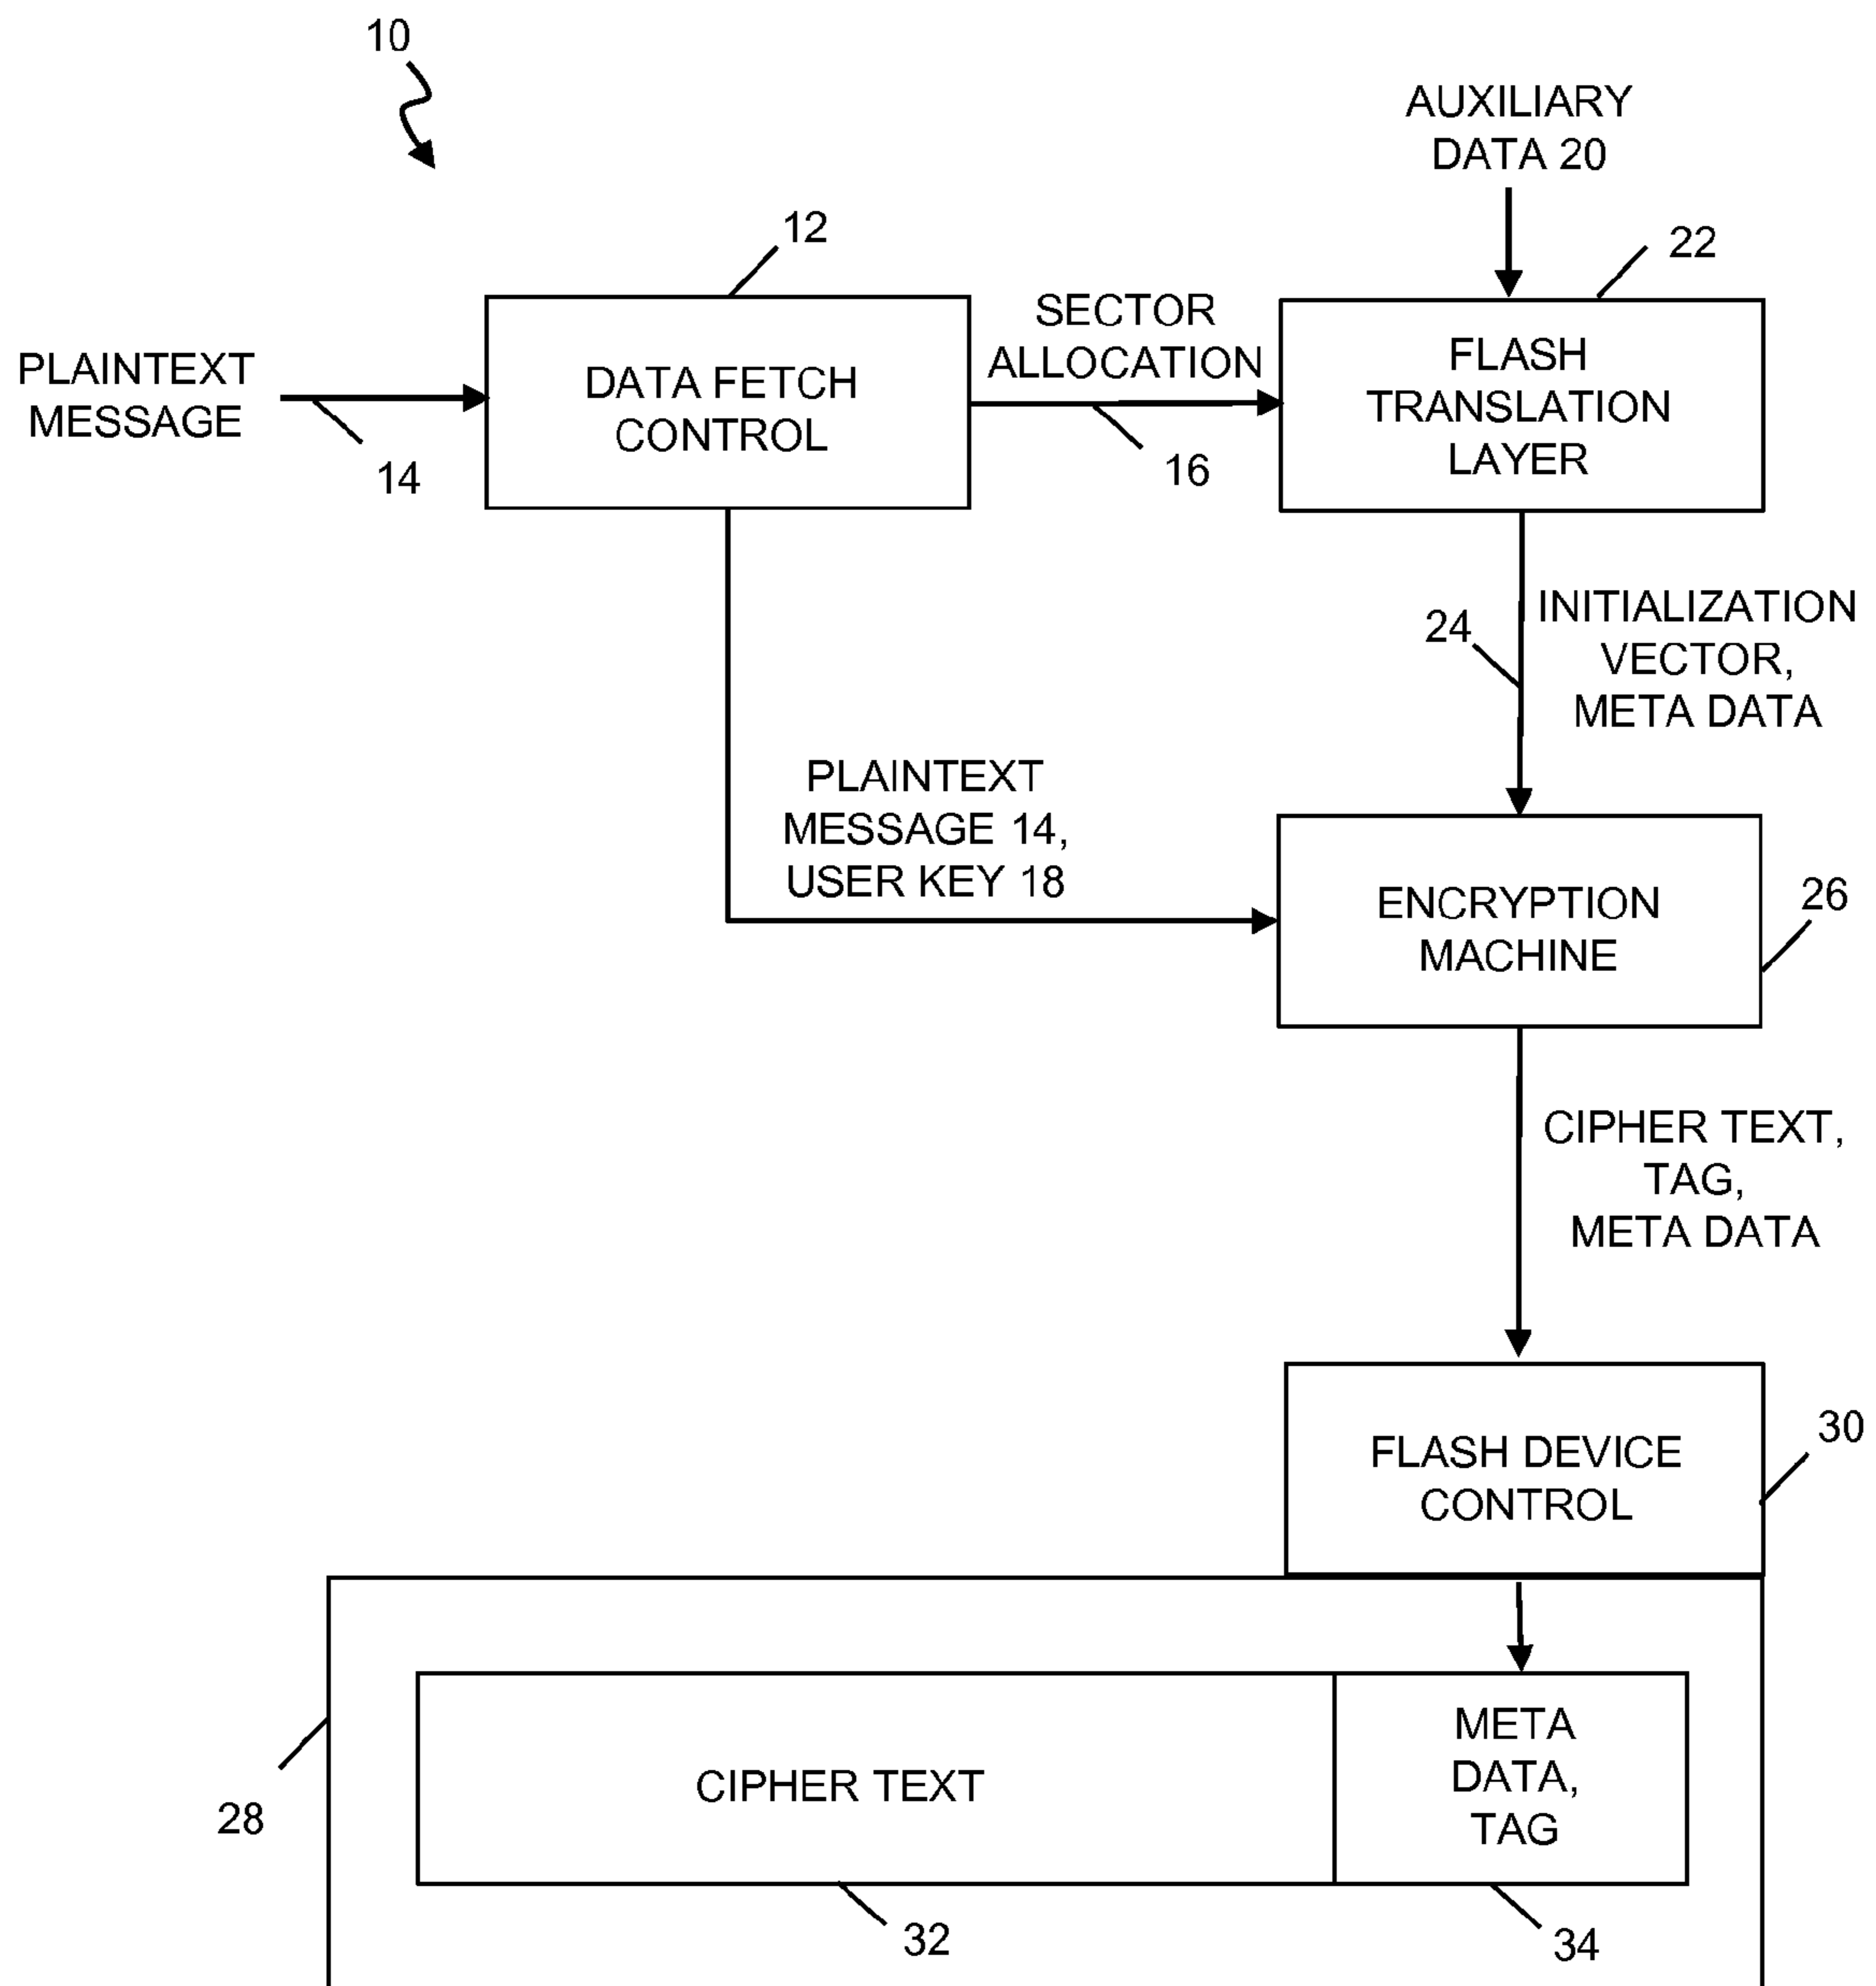 10
AUXILIARY
DATA 20
12
22
PLAINTEXT
MESSAGE
14
DATA FETCH
CONTROL
SECTOR
ALLOCATION
16
FLASH
TRANSLATION
LAYER
24
INITIALIZATION
VECTOR,
META DATA
PLAINTEXT
MESSAGE 14,
USER KEY 18
ENCRYPTION
MACHINE
26
CIPHER TEXT,
TAG,
META DATA
FLASH DEVICE
CONTROL
30
28
CIPHER TEXT
META
DATA,
TAG
32
34